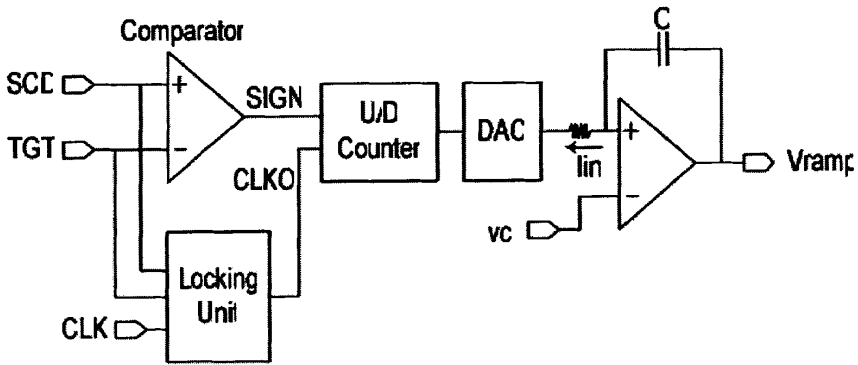 Comparator
C
SCD
SIGN
U/D
Counter
DAC
TGT
Iin
Vramp
CLKO
vc
Locking
Unit
CLK
+
−
+
−